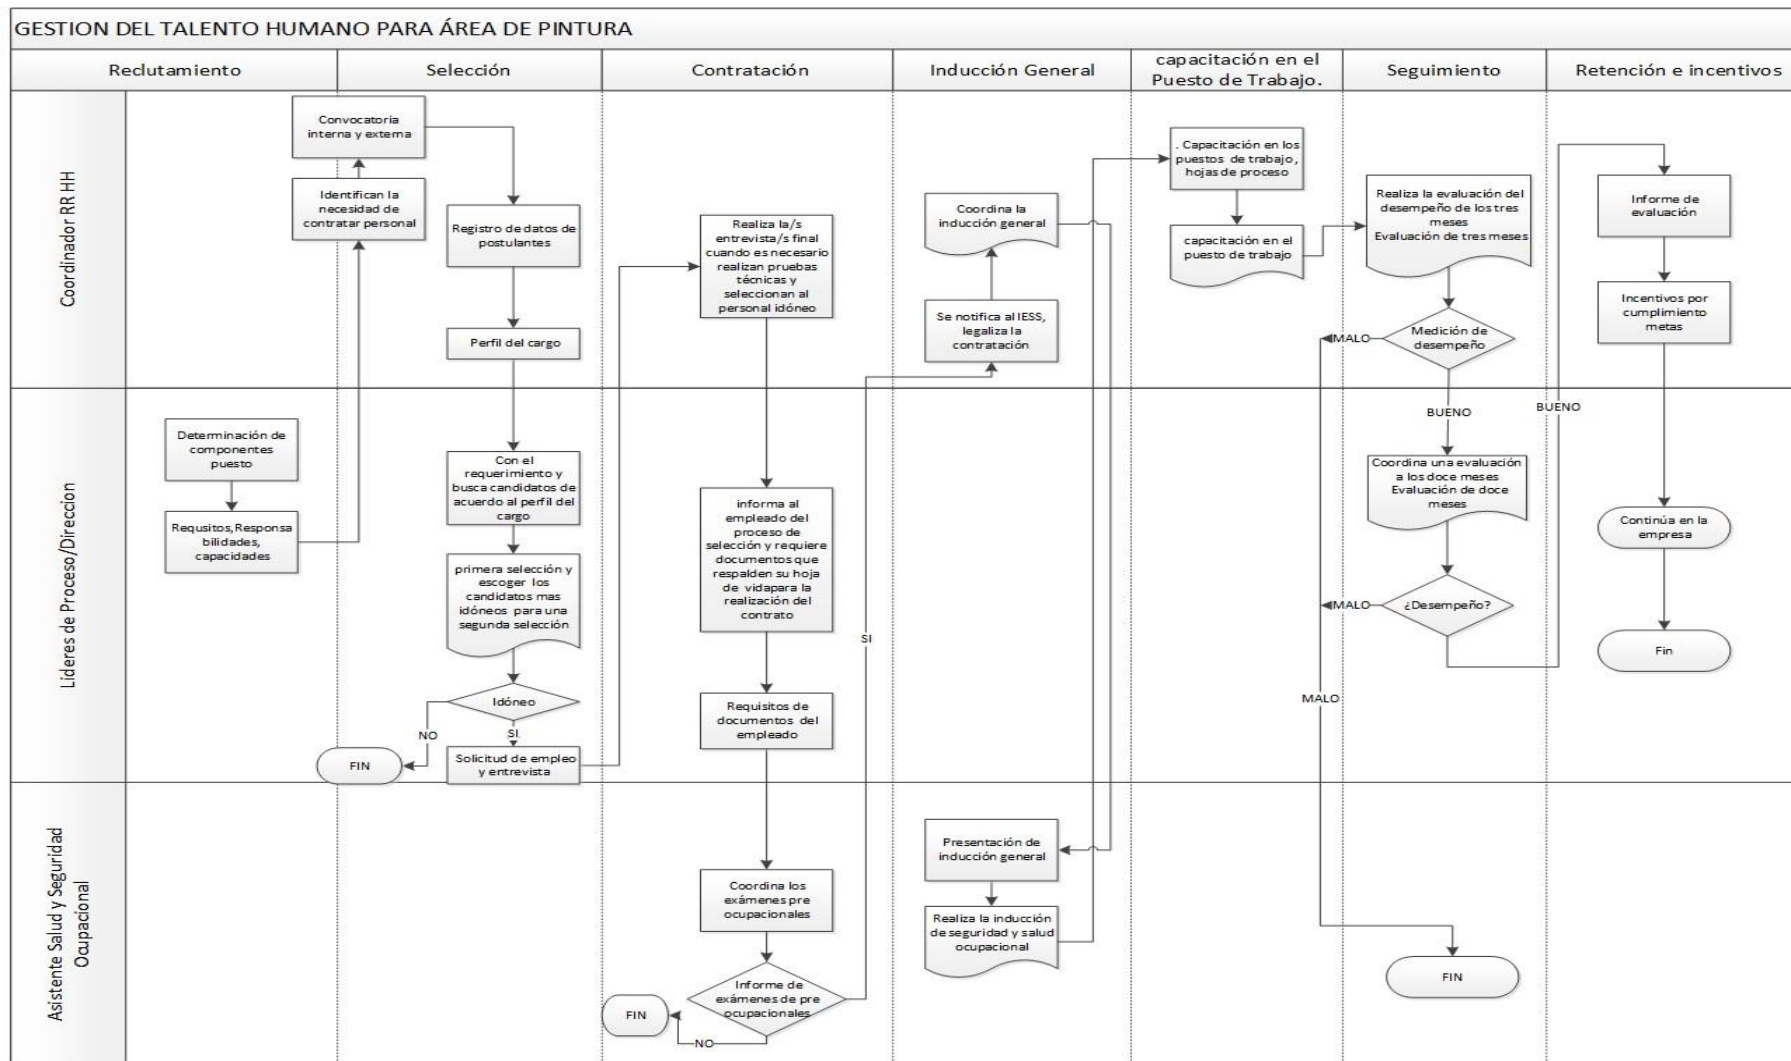 GESTION DEL TALENTO HUMANO PARA ÁREA DE PINTURA
Reclutamiento
Selección
Contratación
Inducción General
capacitación en el
Puesto de Trabajo.
Seguimiento
Retención e incentivos
Coordinador RR HH
Convocatoria
interna y externa
Identifican la
necesidad de
contratar personal
Registro de datos de
postulantes
Perfil del cargo
Realiza la/s
entrevista/s final
cuando es necesario
realizan pruebas
técnicas y
seleccionan al
personal idóneo
Coordina la
inducción general
Se notifica al IESS,
legaliza la
contratación
. Capacitación en los
puestos de trabajo,
hojas de proceso
capacitación en el
puesto de trabajo
Realiza la evaluación del
desempeño de los tres
meses
Evaluación de tres meses
Medición de
desempeño
MALO
BUENO
Informe de
evaluación
Incentivos por
cumplimiento
metas
Lideres de Proceso/Direccion
Determinación de
componentes
puesto
Requsitos,Responsa
bilidades,
capacidades
Con el
requerimiento y
busca candidatos de
acuerdo al perfil del
cargo
primera selección y
escoger los
candidatos mas
idóneos para una
segunda selección
Idóneo
NO
SI
FIN
Solicitud de empleo
y entrevista
informa al
empleado del
proceso de
selección y requiere
documentos que
respalden su hoja
de vidapara la
realización del
contrato
Requisitos de
documentos del
empleado
SI
Coordina una evaluación
a los doce meses
Evaluación de doce
meses
¿Desempeño?
MALO
BUENO
MALO
Continúa en la
empresa
Fin
Asistente Salud y Seguridad
Ocupacional
Coordina los
exámenes pre
ocupacionales
Informe de
exámenes de pre
ocupacionales
NO
FIN
Presentación de
inducción general
Realiza la inducción
de seguridad y salud
ocupacional
FIN